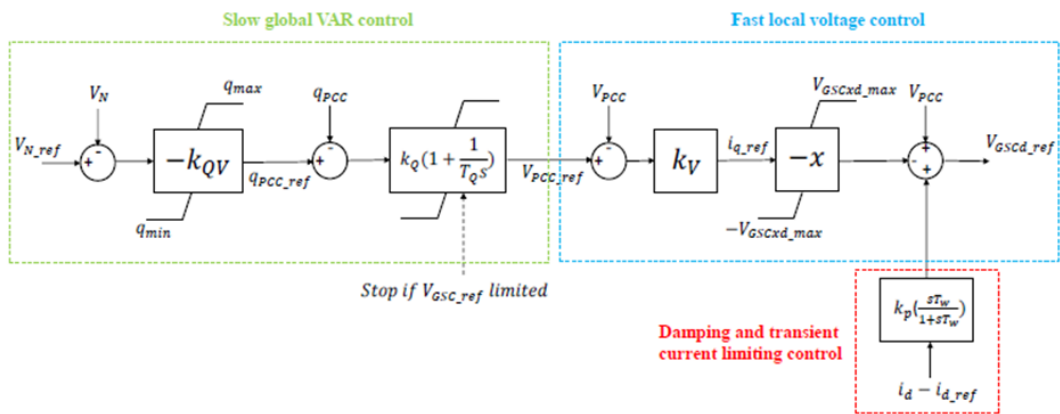 Slow global VAR control
Fast local voltage control
V_N
q_max
q_PCC
V_PCC
V_GSCxd_max
V_PCC
V_N_ref
+
-
-k_QV
q_PCC_ref
+
-
k_Q(1 + 1/(T_Q s))
V_PCC_ref
+
-
k_V
i_q_ref
-x
-
+
+
V_GSCd_ref
q_min
-V_GSCxd_max
Stop if V_GSC_ref limited
Damping and transient
current limiting control
k_p(sT_w/(1+sT_w))
i_d - i_d_ref